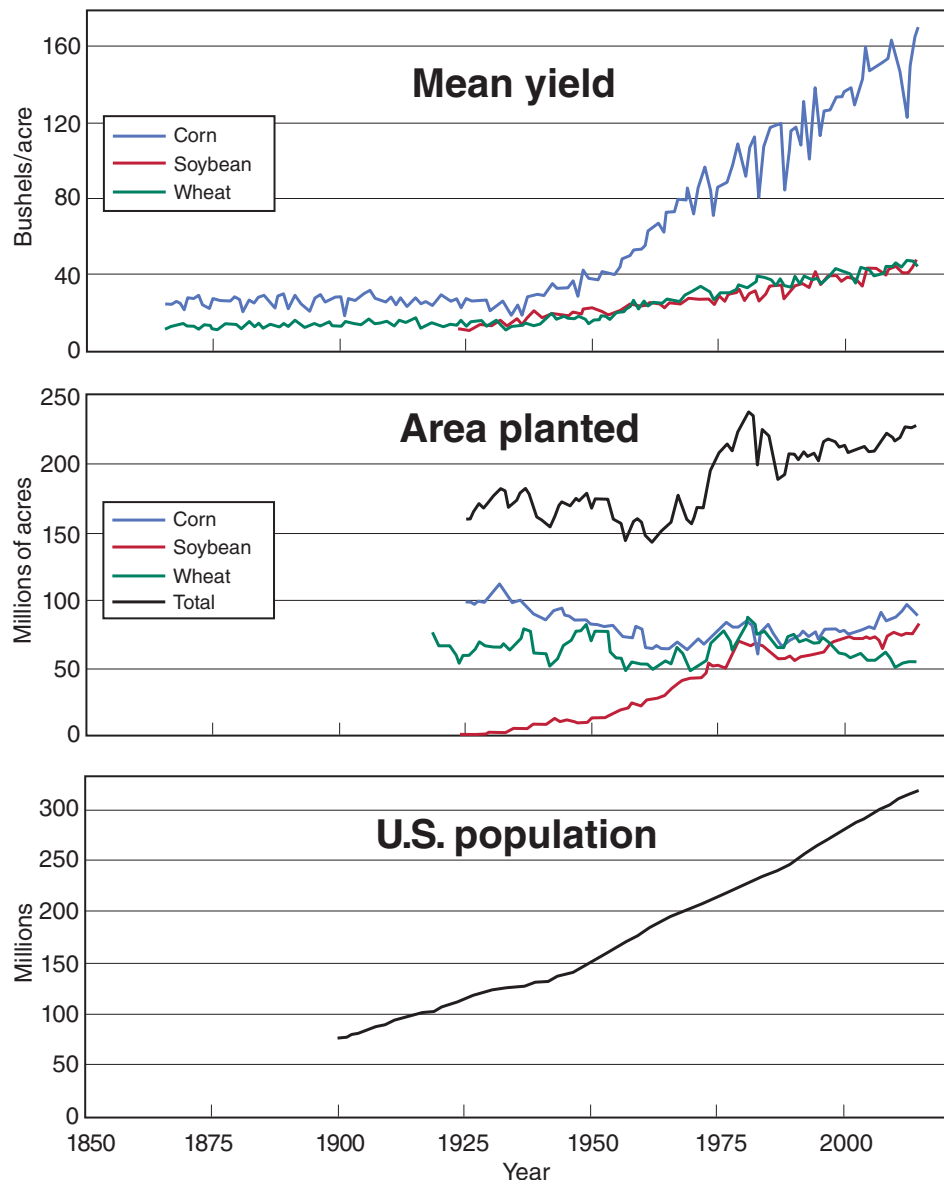 Mean yield
Bushels/acre
160
120
80
40
0
Corn
Soybean
Wheat
Area planted
Millions of acres
250
200
150
100
50
0
Corn
Soybean
Wheat
Total
U.S. population
Millions
300
250
200
150
100
50
0
1850 1875 1900 1925 1950 1975 2000
Year